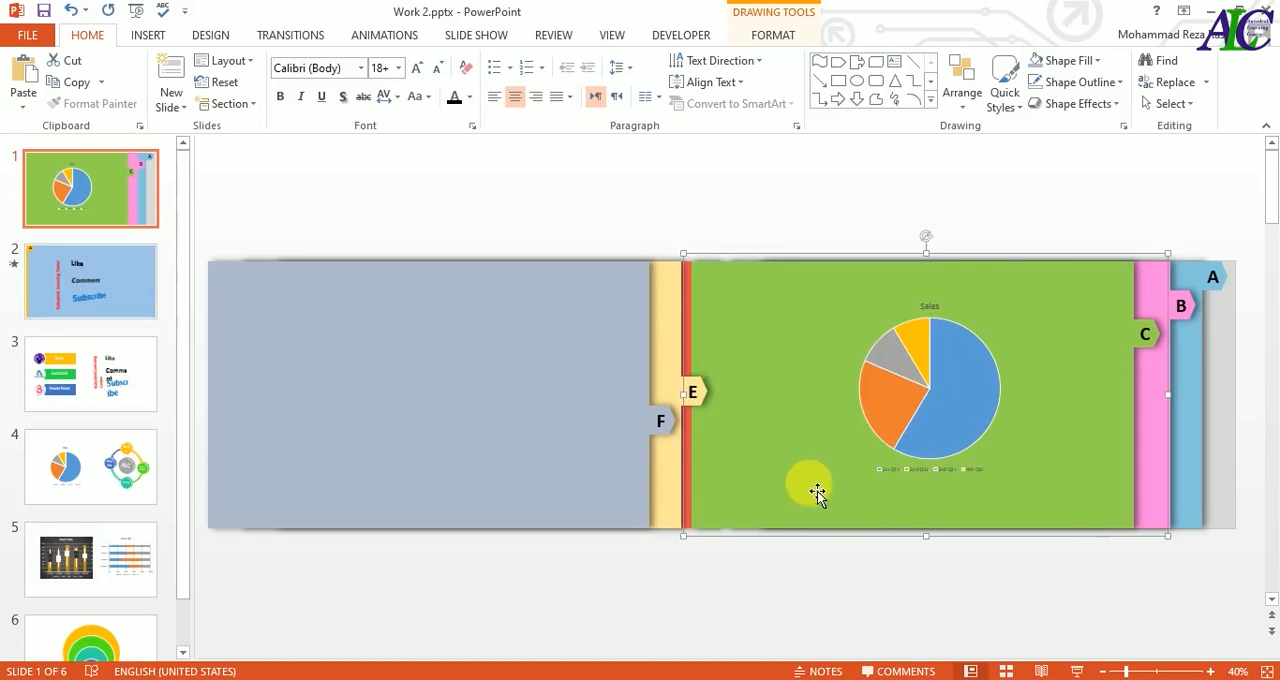 Work 2.pptx - PowerPoint
DRAWING TOOLS
?
FILE
HOME
INSERT
DESIGN
TRANSITIONS
ANIMATIONS
SLIDE SHOW
REVIEW
VIEW
DEVELOPER
FORMAT
Mohammad Reza
ALC
Paste
Cut
Copy
Format Painter
Clipboard
New
Slide
Layout
Reset
Section
Slides
Calibri (Body)
18+
B I U S abc AV Aa A
Font
Text Direction
Align Text
Convert to SmartArt
Paragraph
Arrange
Quick
Styles
Shape Fill
Shape Outline
Shape Effects
Drawing
Find
Replace
Select
Editing
1
2
Like
Comment
Subscribe
3
Like
4
5
6
Sales
A
B
C
E
F
SLIDE 1 OF 6
ENGLISH (UNITED STATES)
NOTES
COMMENTS
40%